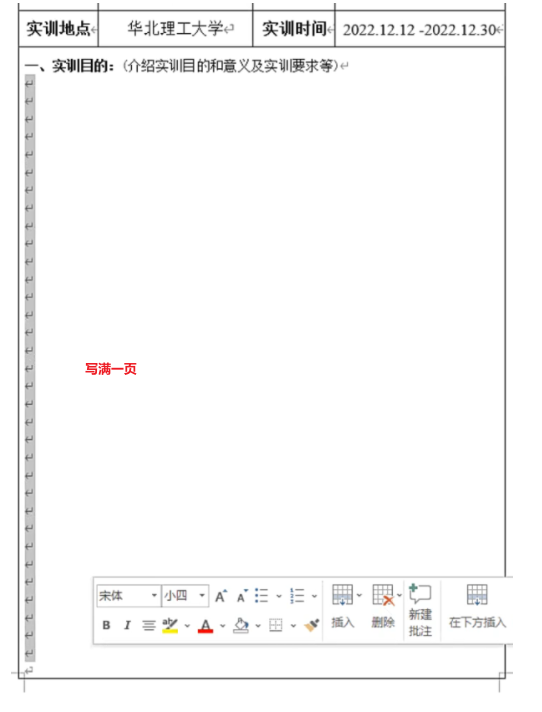 实训地点 华北理工大学 实训时间 2022.12.12 -2022.12.30
一、实训目的：（介绍实训目的和意义及实训要求等）
写满一页
宋体 小四 A A
B I A 插入 删除 新建批注 在下方插入